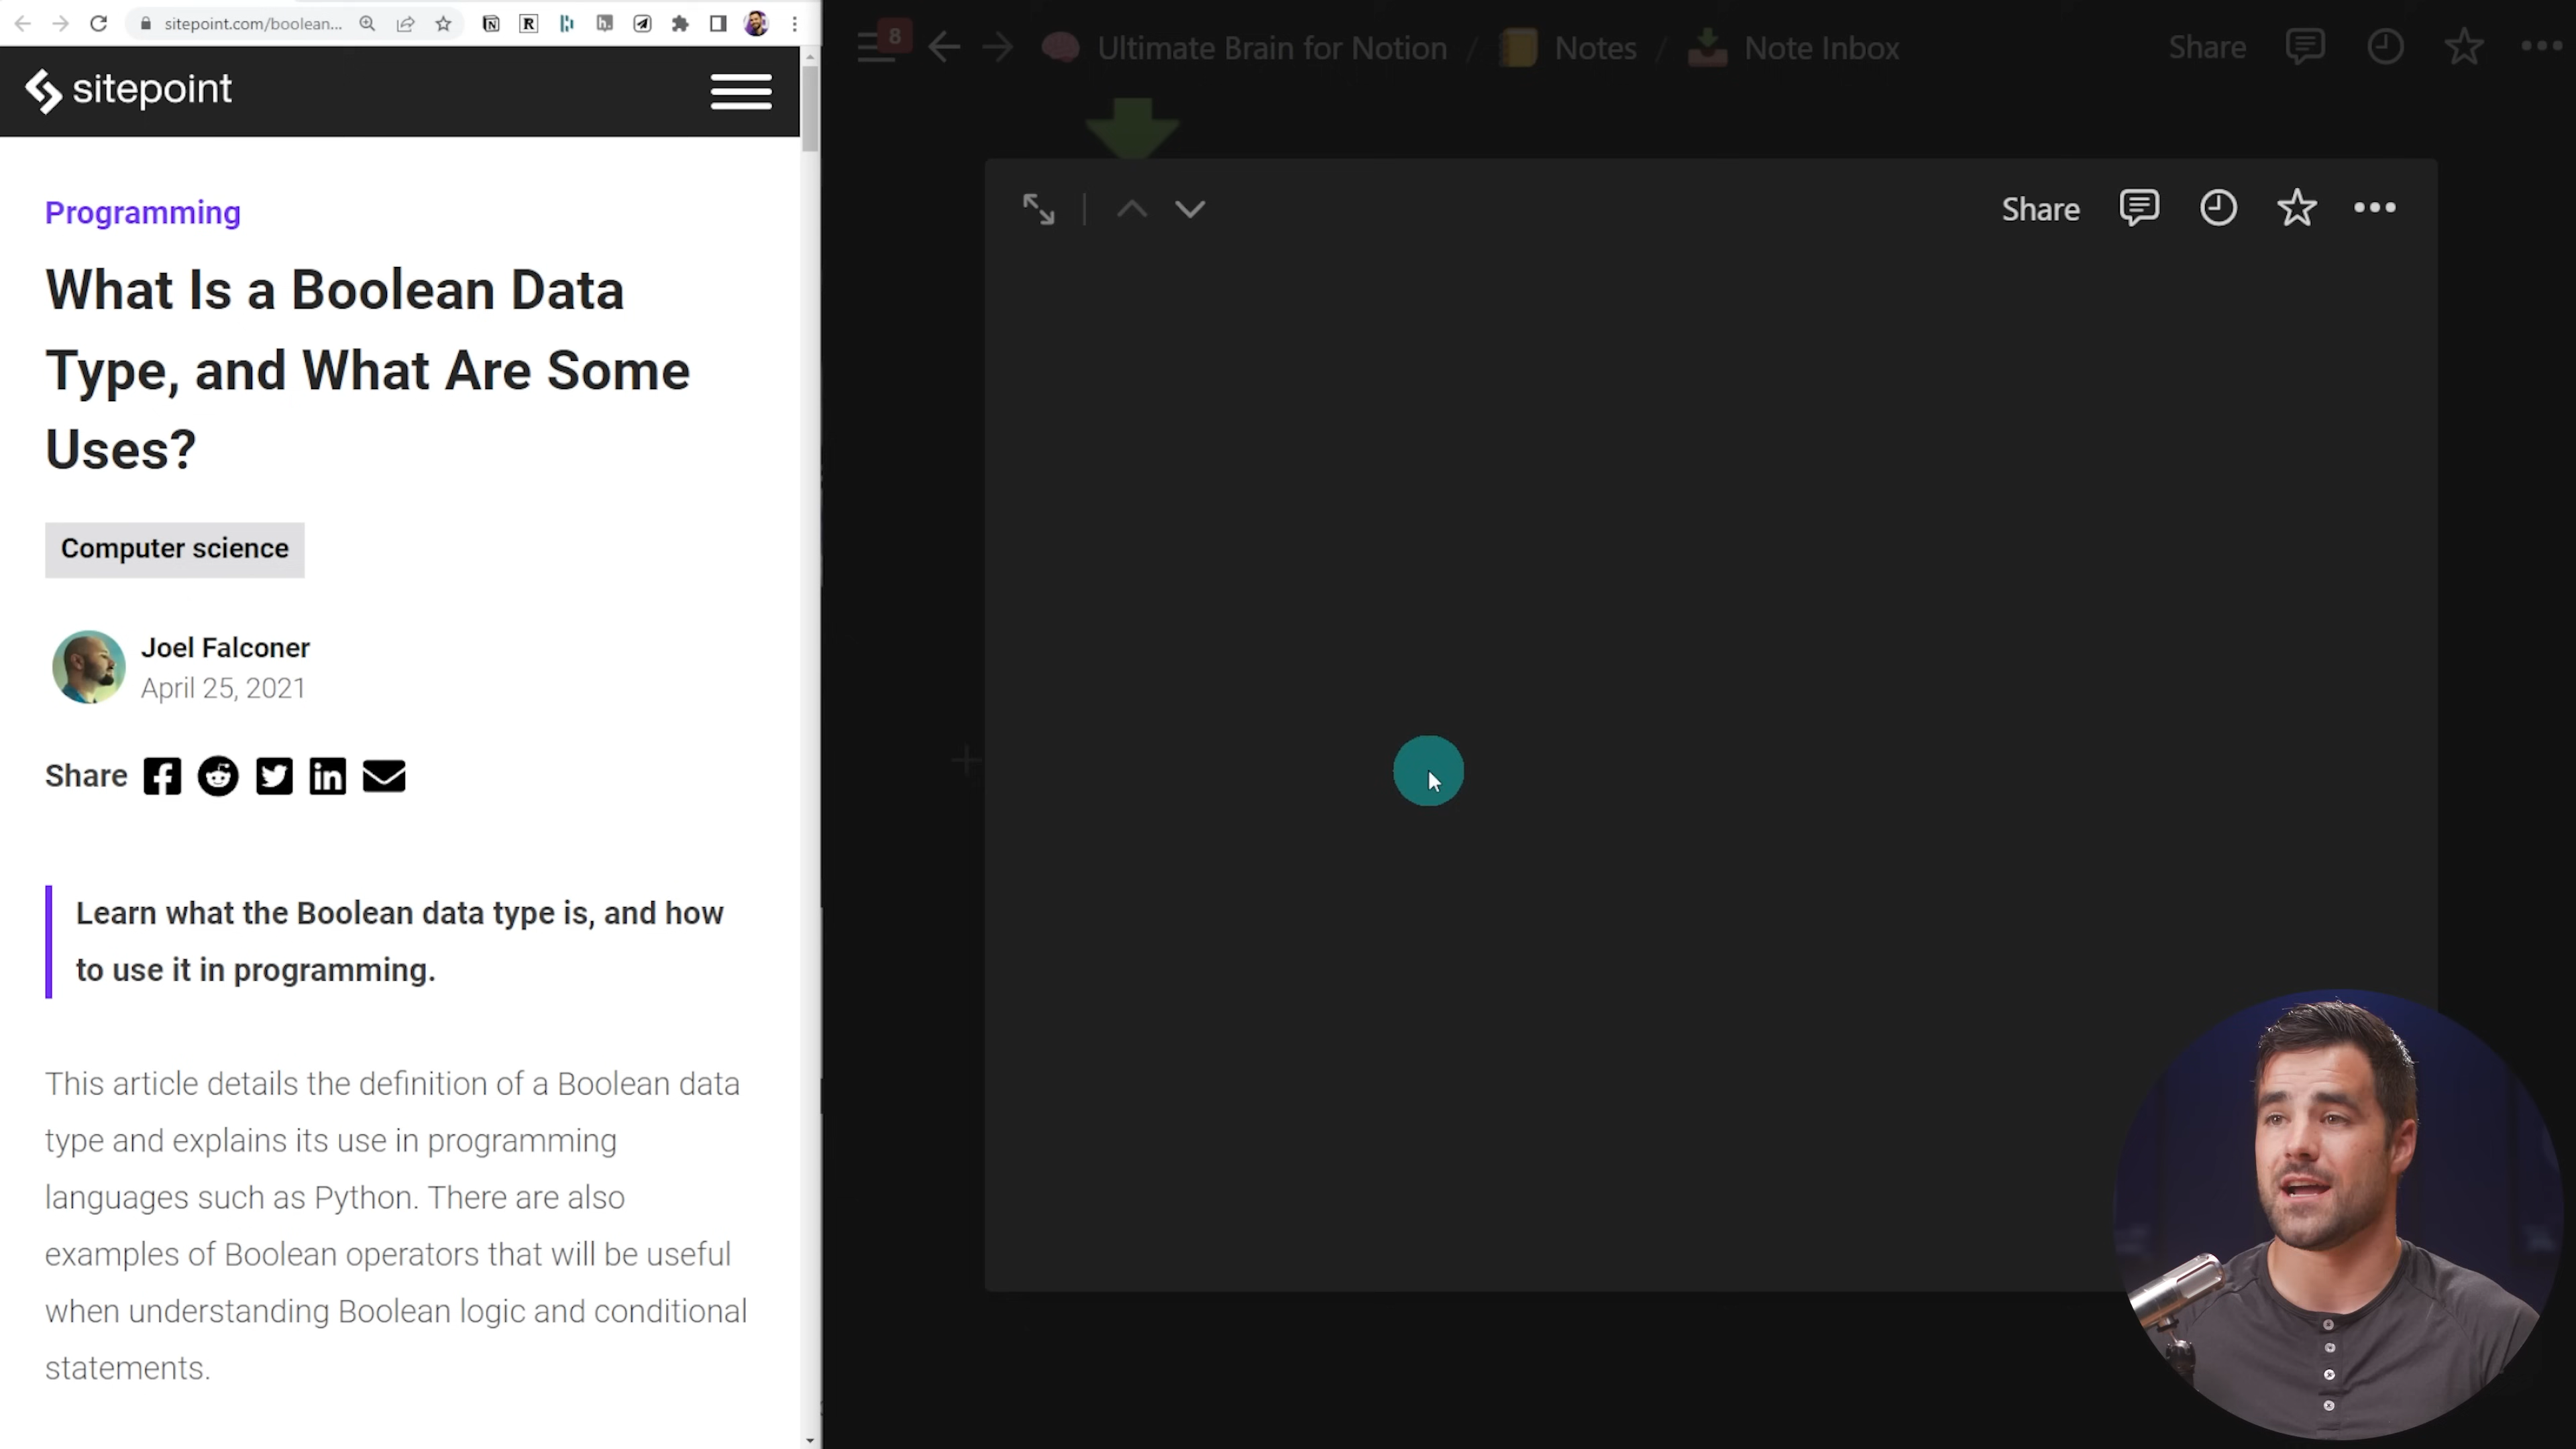 sitepoint.com/boolean...
sitepoint
Programming
What Is a Boolean Data
Type, and What Are Some
Uses?
Computer science
Joel Falconer
April 25, 2021
Share
Learn what the Boolean data type is, and how
to use it in programming.
This article details the definition of a Boolean data
type and explains its use in programming
languages such as Python. There are also
examples of Boolean operators that will be useful
when understanding Boolean logic and conditional
statements.
8
Ultimate Brain for Notion / Notes / Note Inbox
Share
Share